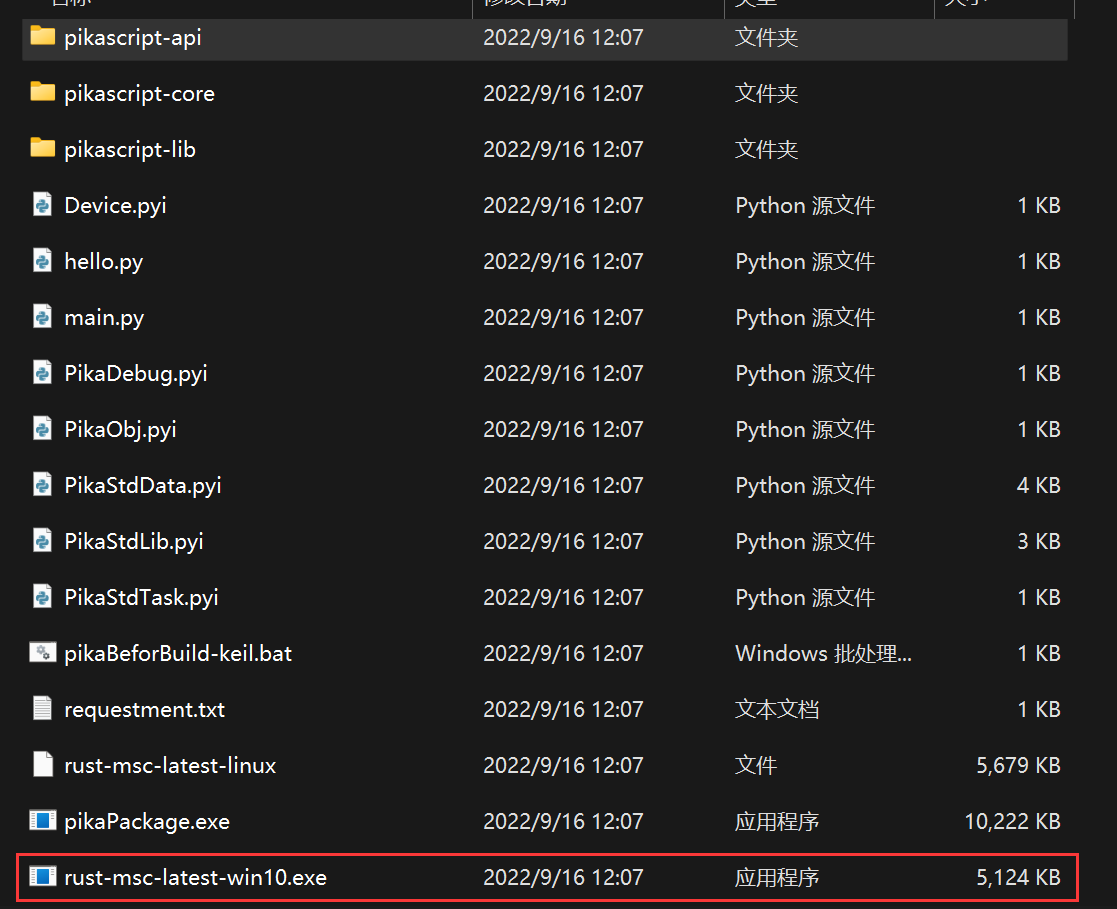 名称 修改日期 类型 大小
pikascript-api 2022/9/16 12:07 文件夹
pikascript-core 2022/9/16 12:07 文件夹
pikascript-lib 2022/9/16 12:07 文件夹
Device.pyi 2022/9/16 12:07 Python 源文件 1 KB
hello.py 2022/9/16 12:07 Python 源文件 1 KB
main.py 2022/9/16 12:07 Python 源文件 1 KB
PikaDebug.pyi 2022/9/16 12:07 Python 源文件 1 KB
PikaObj.pyi 2022/9/16 12:07 Python 源文件 1 KB
PikaStdData.pyi 2022/9/16 12:07 Python 源文件 4 KB
PikaStdLib.pyi 2022/9/16 12:07 Python 源文件 3 KB
PikaStdTask.pyi 2022/9/16 12:07 Python 源文件 1 KB
pikaBeforBuild-keil.bat 2022/9/16 12:07 Windows 批处理... 1 KB
requestment.txt 2022/9/16 12:07 文本文档 1 KB
rust-msc-latest-linux 2022/9/16 12:07 文件 5,679 KB
pikaPackage.exe 2022/9/16 12:07 应用程序 10,222 KB
rust-msc-latest-win10.exe 2022/9/16 12:07 应用程序 5,124 KB